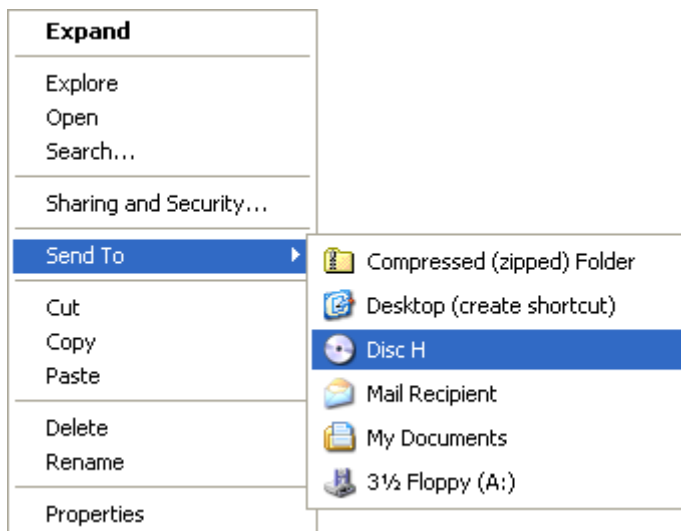 Expand
Explore
Open
Search...
Sharing and Security...
Send To
Cut
Copy
Paste
Delete
Rename
Properties
Compressed (zipped) Folder
Desktop (create shortcut)
Disc H
Mail Recipient
My Documents
3½ Floppy (A:)